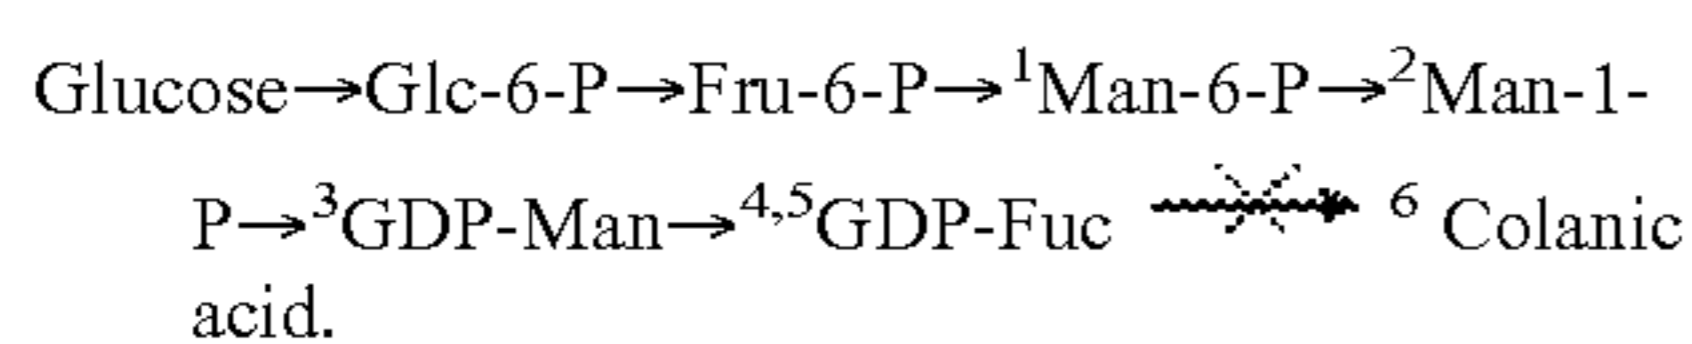 Glucose→Glc-6-P→Fru-6-P→¹Man-6-P→²Man-1-
P→³GDP-Man→⁴,⁵GDP-Fuc → ⁶ Colanic
acid.